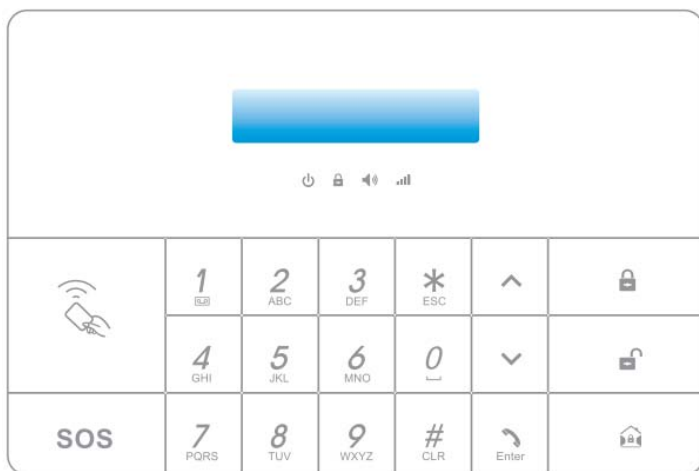 1 2 3 * 
ABC DEF ESC
4 5 6 0
GHI JKL MNO
SOS 7 8 9 #
PQRS TUV WXYZ CLR Enter